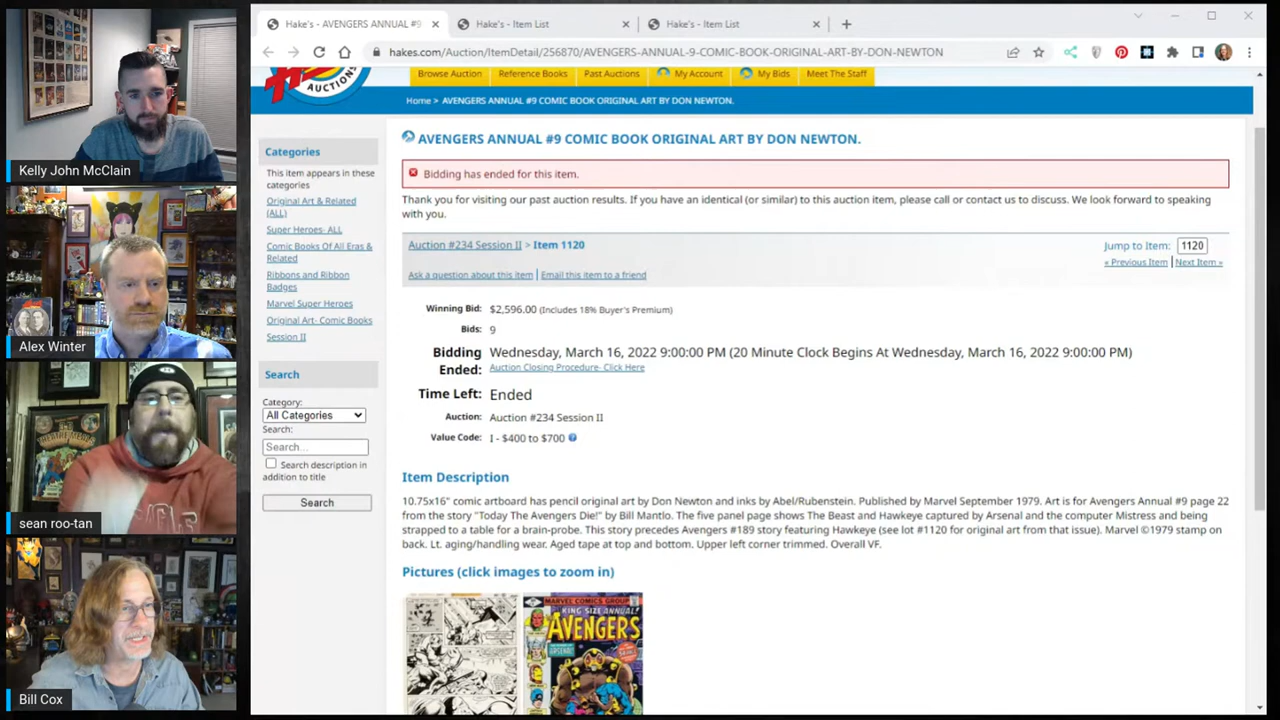 Hake's - AVENGERS ANNUAL #9
Hake's - Item List
Hake's - Item List
hakes.com/Auction/ItemDetail/256870/AVENGERS-ANNUAL-9-COMIC-BOOK-ORIGINAL-ART-BY-DON-NEWTON
AUCTIONS
Browse Auction
Reference Books
Past Auctions
My Account
My Bids
Meet The Staff
Home > AVENGERS ANNUAL #9 COMIC BOOK ORIGINAL ART BY DON NEWTON.
Categories
This item appears in these
categories
Original Art & Related
(ALL)
Super Heroes- ALL
Comic Books Of All Eras &
Related
Ribbons and Ribbon
Badges
Marvel Super Heroes
Original Art- Comic Books
Session II
Search
Category:
All Categories
Search:
Search...
Search description in
addition to title
Search
AVENGERS ANNUAL #9 COMIC BOOK ORIGINAL ART BY DON NEWTON.
Bidding has ended for this item.
Thank you for visiting our past auction results. If you have an identical (or similar) to this auction item, please call or contact us to discuss. We look forward to speaking
with you.
Auction #234 Session II > Item 1120
Jump to Item: 1120
Ask a question about this item | Email this item to a friend
« Previous Item | Next Item »
Winning Bid: $2,596.00 (Includes 18% Buyer's Premium)
Bids: 9
Bidding Ended: Wednesday, March 16, 2022 9:00:00 PM (20 Minute Clock Begins At Wednesday, March 16, 2022 9:00:00 PM)
Auction Closing Procedure- Click Here
Time Left: Ended
Auction: Auction #234 Session II
Value Code: I - $400 to $700
Item Description
10.75x16" comic artboard has pencil original art by Don Newton and inks by Abel/Rubenstein. Published by Marvel September 1979. Art is for Avengers Annual #9 page 22
from the story "Today The Avengers Die!" by Bill Mantlo. The five panel page shows The Beast and Hawkeye captured by Arsenal and the computer Mistress and being
strapped to a table for a brain-probe. This story precedes Avengers #189 story featuring Hawkeye (see lot #1120 for original art from that issue). Marvel ©1979 stamp on
back. Lt. aging/handling wear. Aged tape at top and bottom. Upper left corner trimmed. Overall VF.
Pictures (click images to zoom in)
MARVEL COMICS GROUP
KING-SIZE ANNUAL!
AVENGERS
Kelly John McClain
Alex Winter
sean roo-tan
Bill Cox